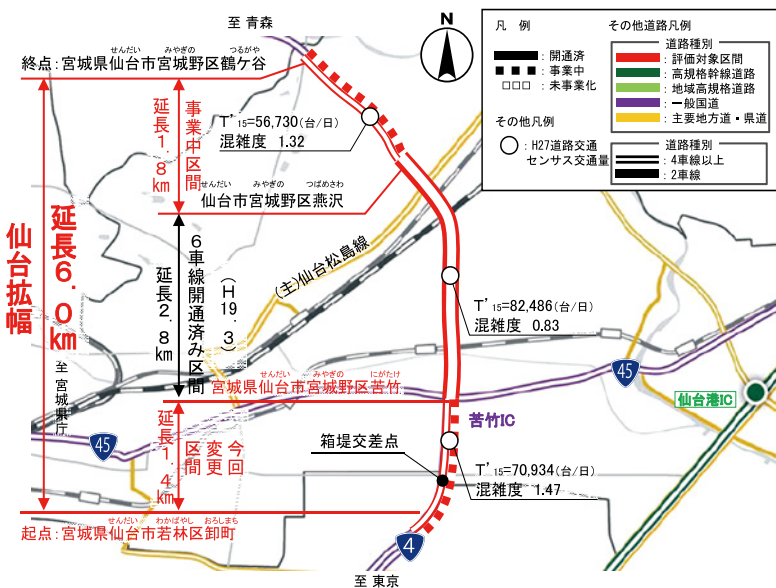 至 青森
せんだい みやぎの つるがや
終点:宮城県仙台市宮城野区鶴ケ谷
T'15=56,730(台/日)
混雑度 1.32
事業中区間
延長1.8km
せんだい みやぎの つばめさわ
仙台市宮城野区燕沢
仙台拡幅
延長6.0km
6車線開通済み区間
(H19.3)
延長2.8km
(主)仙台松島線
T'15=82,486(台/日)
混雑度 0.83
至 宮城県庁
せんだい みやぎの にがたけ
宮城県仙台市宮城野区苦竹
45
45
仙台港IC
苦竹IC
今回変更区間
延長1.4km
箱堤交差点
T'15=70,934(台/日)
混雑度 1.47
せんだい わかばやし おろしまち
起点:宮城県仙台市若林区卸町
4
至 東京
凡 例
:開通済
:事業中
:未事業化
その他凡例
:H27道路交通
センサス交通量
その他道路凡例
道路種別
:評価対象区間
:高規格幹線道路
:地域高規格道路
:一般国道
:主要地方道・県道
道路種別
:4車線以上
:2車線
N